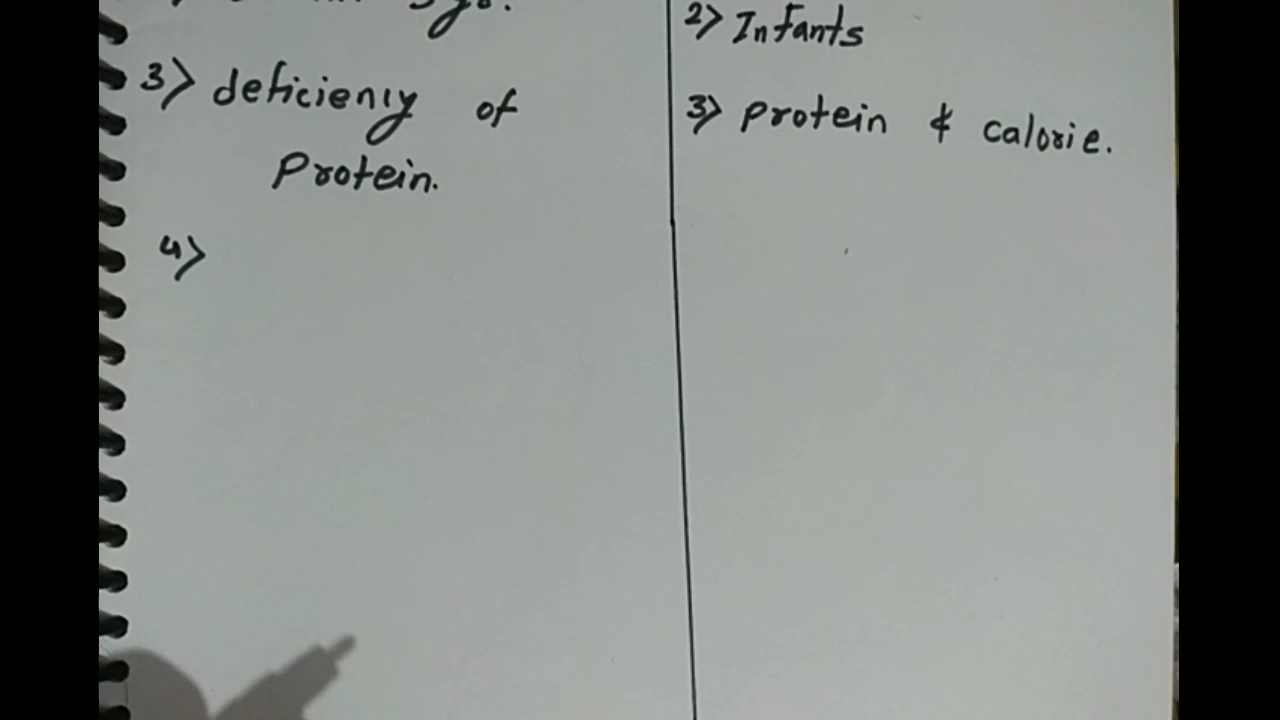 3> deficieny of
Protein.
4>
2> Infants
3> protein & calorie.